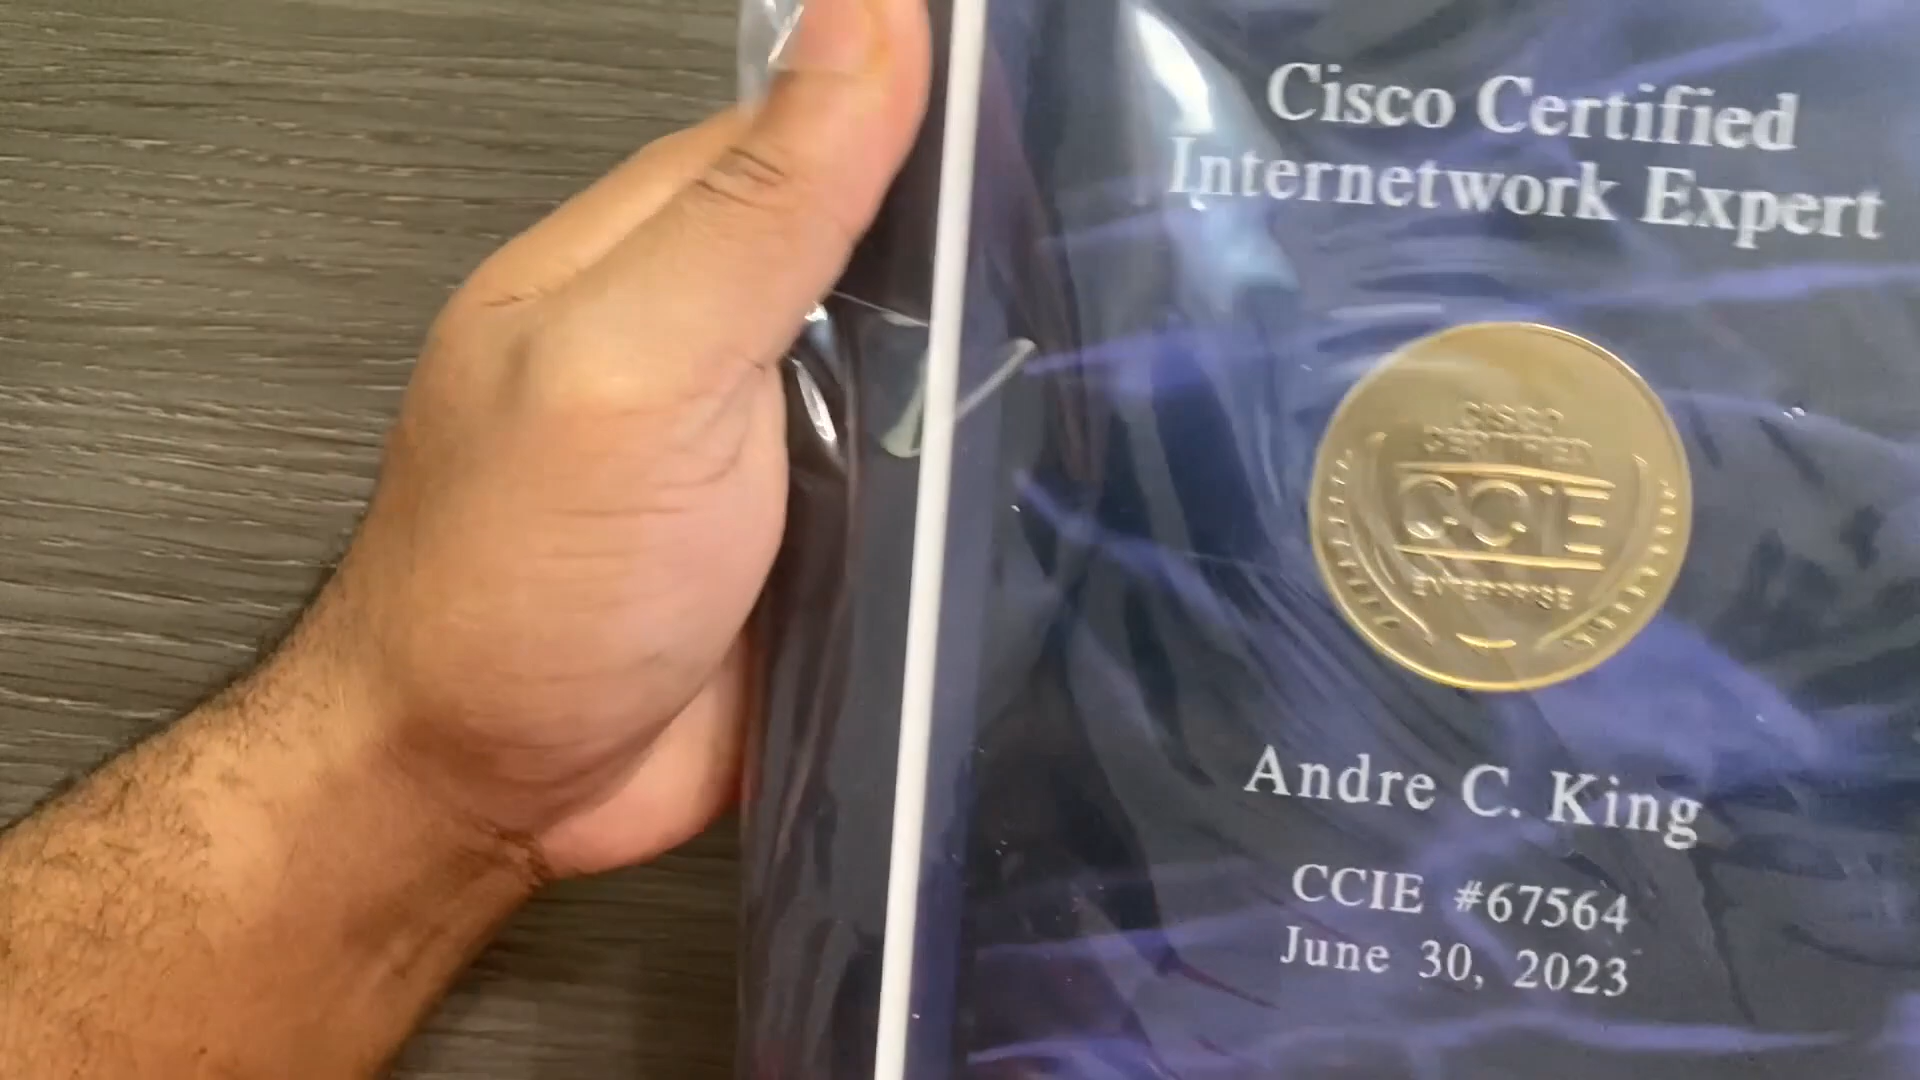 Cisco Certified
Internetwork Expert
CISCO
CERTIFIED
CCIE
ENTERPRISE
Andre C. King
CCIE #67564
June 30, 2023